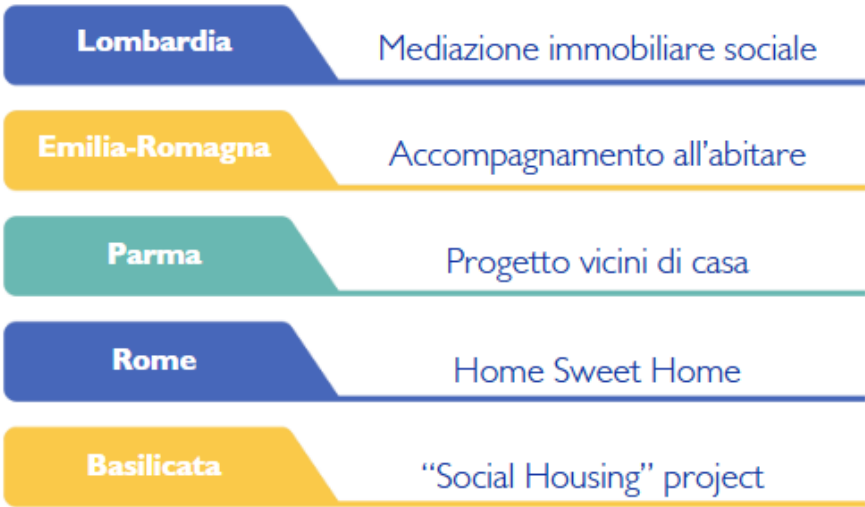 Lombardia Mediazione immobiliare sociale
Emilia-Romagna Accompagnamento all’abitare
Parma Progetto vicini di casa
Rome Home Sweet Home
Basilicata “Social Housing” project